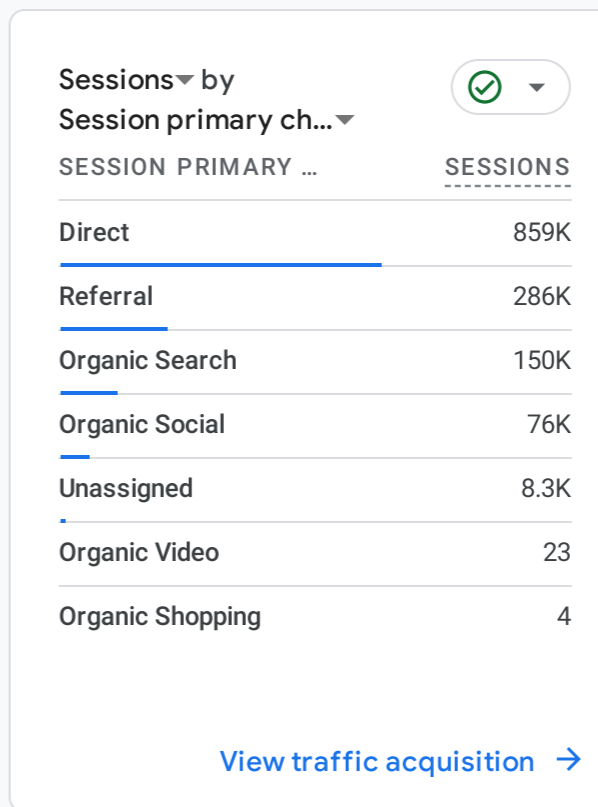 Sessions by
Session primary ch...
SESSION PRIMARY ... SESSIONS
Direct 859K
Referral 286K
Organic Search 150K
Organic Social 76K
Unassigned 8.3K
Organic Video 23
Organic Shopping 4
View traffic acquisition